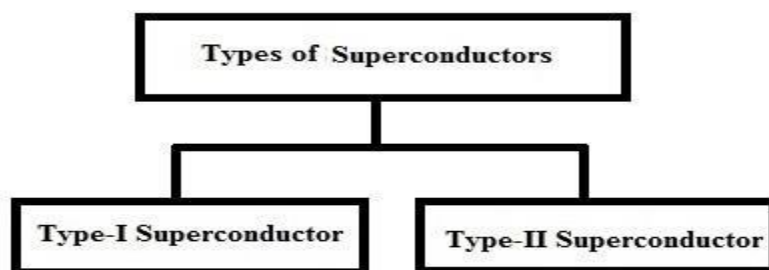 Types of Superconductors
Type-I Superconductor
Type-II Superconductor